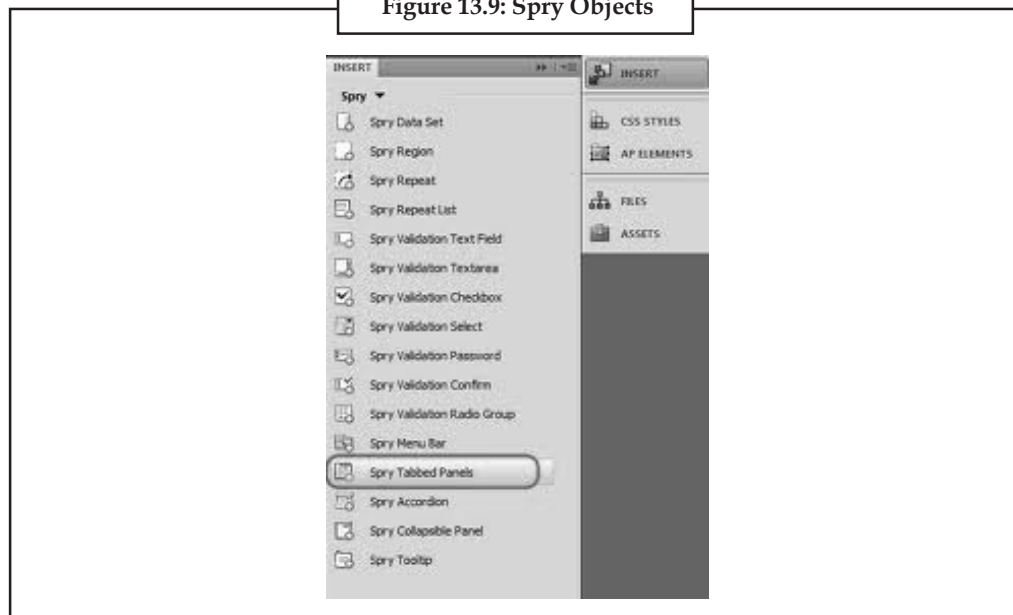 Figure 13.9: Spry Objects
INSERT
Spry
Spry Data Set
Spry Region
Spry Repeat
Spry Repeat List
Spry Validation Text Field
Spry Validation Textarea
Spry Validation Checkbox
Spry Validation Select
Spry Validation Password
Spry Validation Confirm
Spry Validation Radio Group
Spry Menu Bar
Spry Tabbed Panels
Spry Accordion
Spry Collapsible Panel
Spry Tooltip
INSERT
CSS STYLES
AP ELEMENTS
FILES
ASSETS